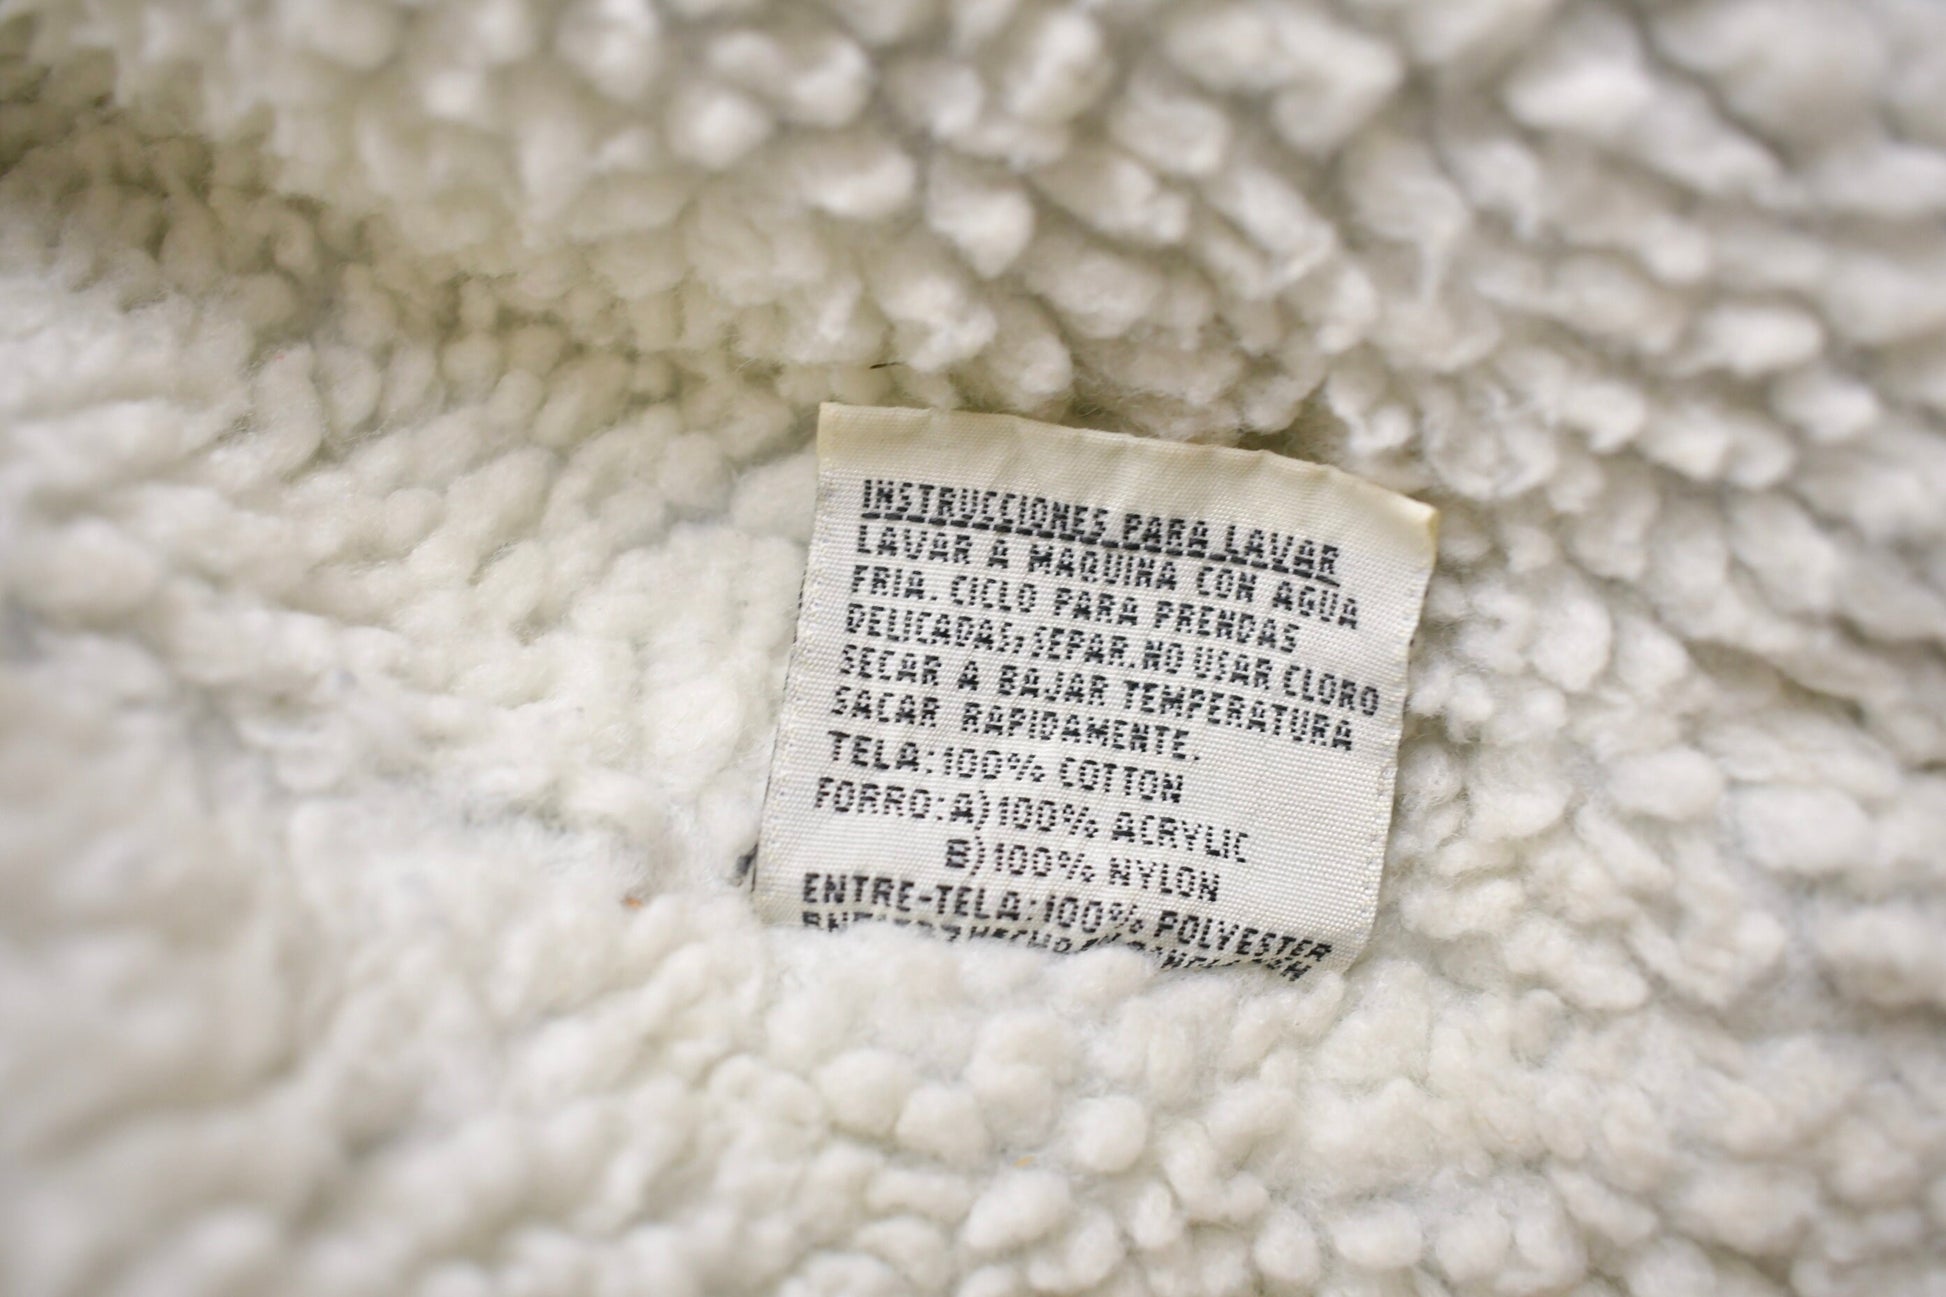 INSTRUCCIONES PARA LAVAR
LAVAR A MAQUINA CON AGUA
FRIA. CICLO PARA PRENDAS
DELICADAS, SEPAR. NO USAR CLORO
SECAR A BAJAR TEMPERATURA
SACAR RAPIDAMENTE.
TELA: 100% COTTON
FORRO: A) 100% ACRYLIC
B) 100% NYLON
ENTRE-TELA: 100% POLYESTER